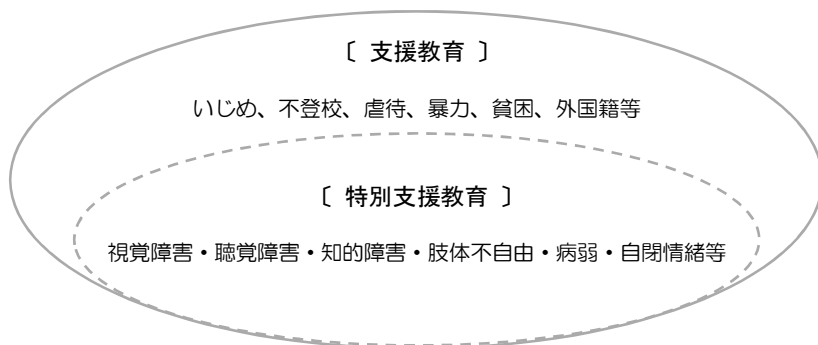 〔 支援教育 〕
いじめ、不登校、虐待、暴力、貧困、外国籍等
〔 特別支援教育 〕
視覚障害・聴覚障害・知的障害・肢体不自由・病弱・自閉情緒等